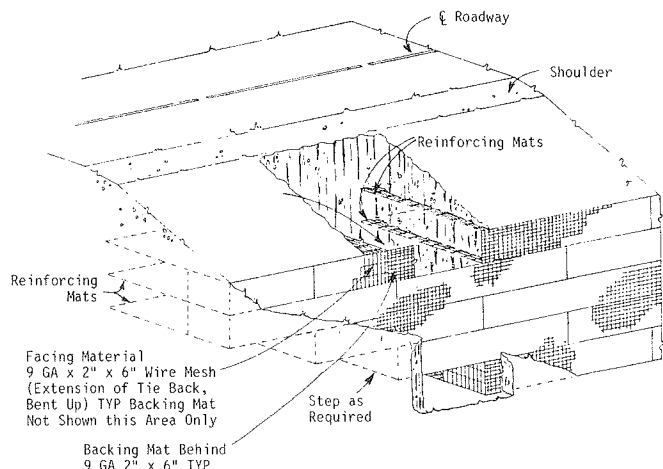 ℄ Roadway
Shoulder
Reinforcing Mats
Reinforcing
Mats
Facing Material
9 GA x 2" x 6" Wire Mesh
(Extension of Tie Back,
Bent Up) TYP Backing Mat
Not Shown this Area Only
Step as
Required
Backing Mat Behind
9 GA 2" x 6" TYP